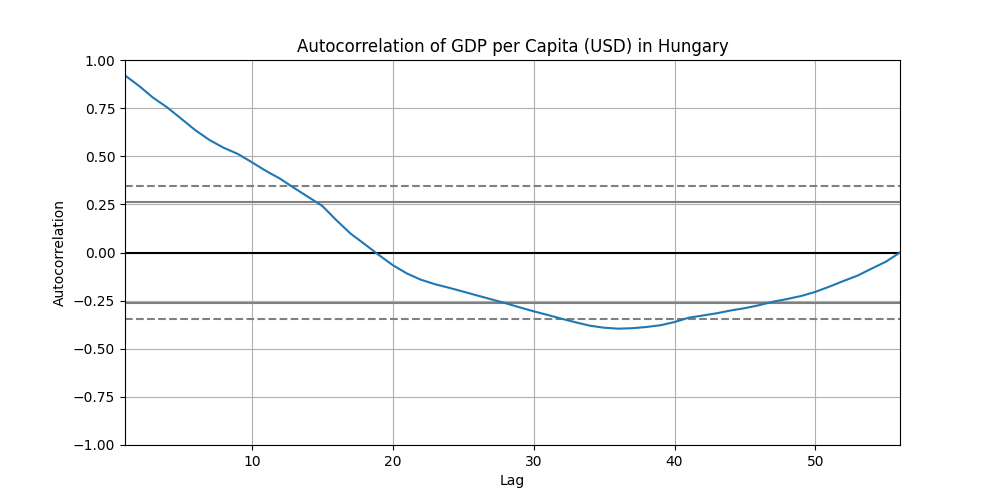 Autocorrelation of GDP per Capita (USD) in Hungary
1.00
0.75
0.50
0.25
0.00
−0.25
−0.50
−0.75
−1.00
Autocorrelation
10 20 30 40 50
Lag